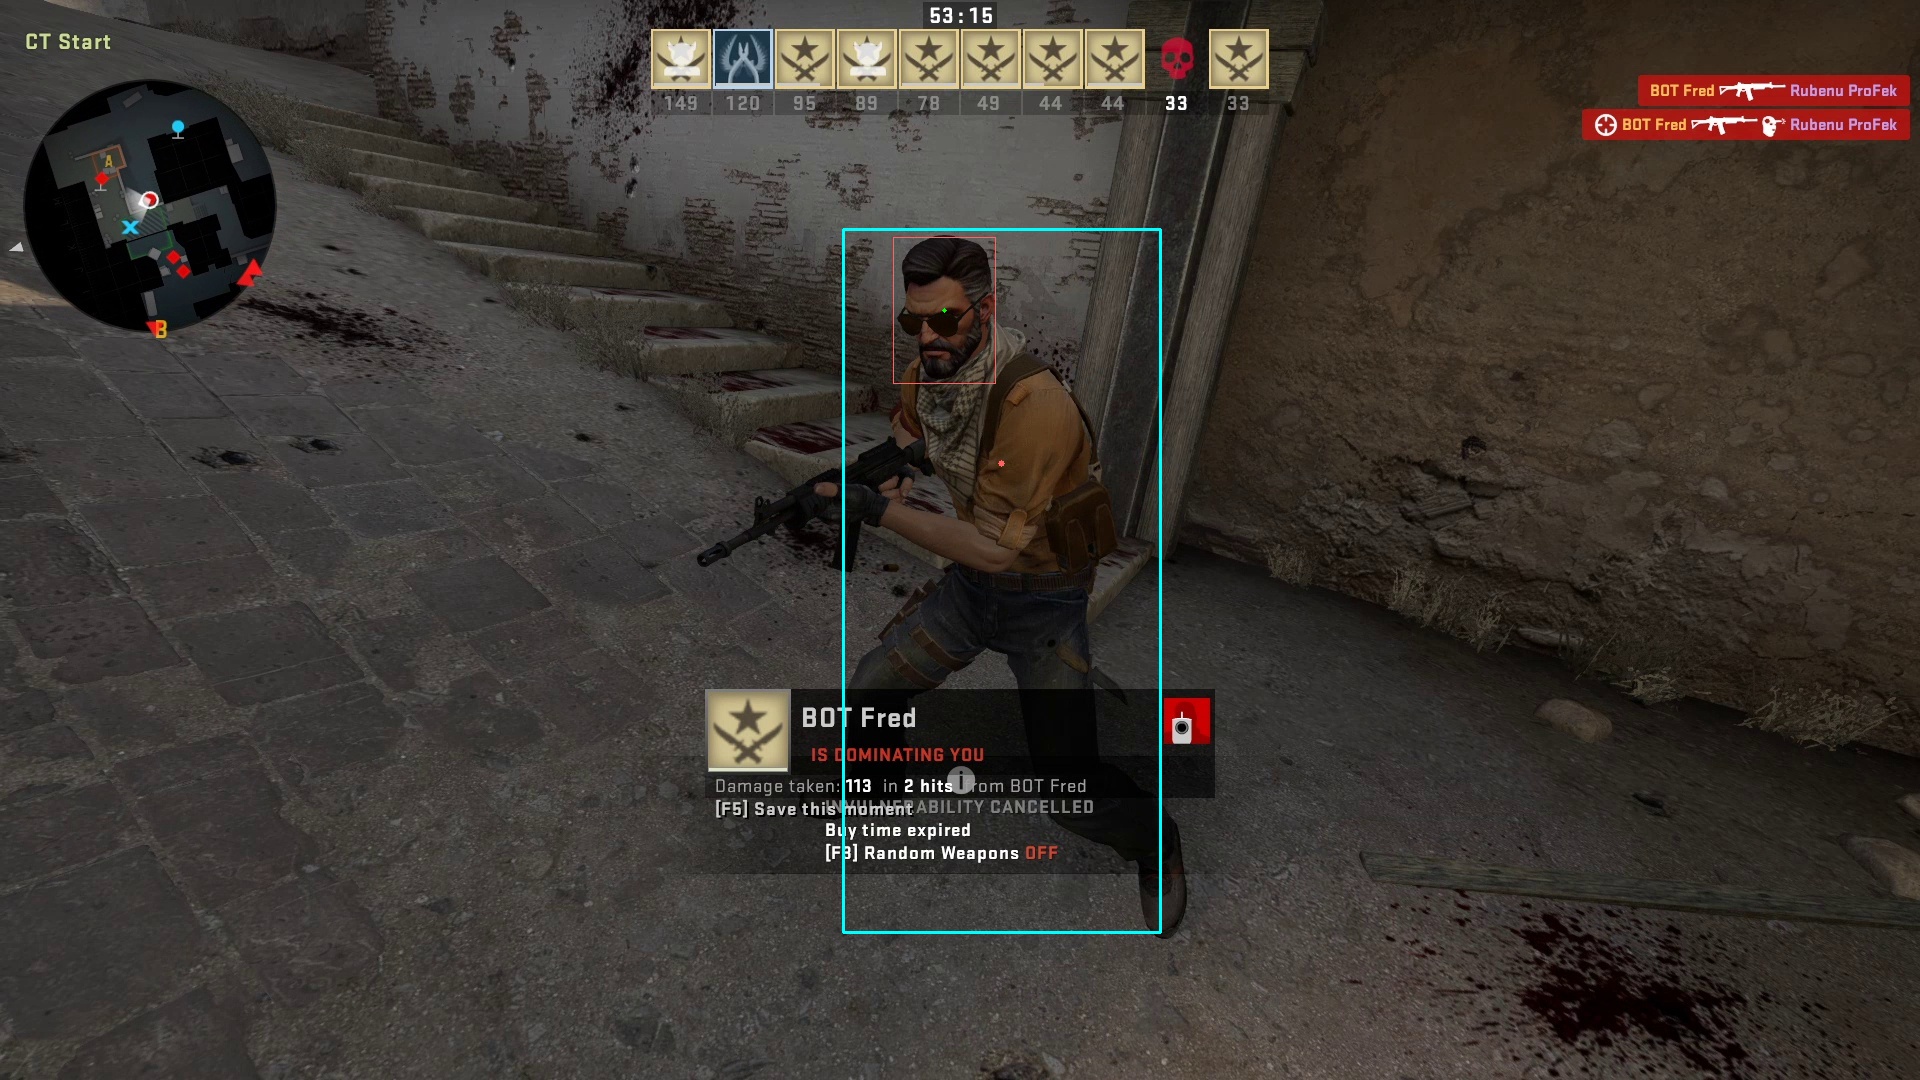 53:15
CT Start
149 120 95 89 78 49 44 44 33 33
BOT Fred Rubenu ProFek
BOT Fred Rubenu ProFek
A
B
BOT Fred
IS DOMINATING YOU
Damage taken: 113 in 2 hits from BOT Fred
[F5] Save this moment
INVULNERABILITY CANCELLED
Buy time expired
[F3] Random Weapons OFF